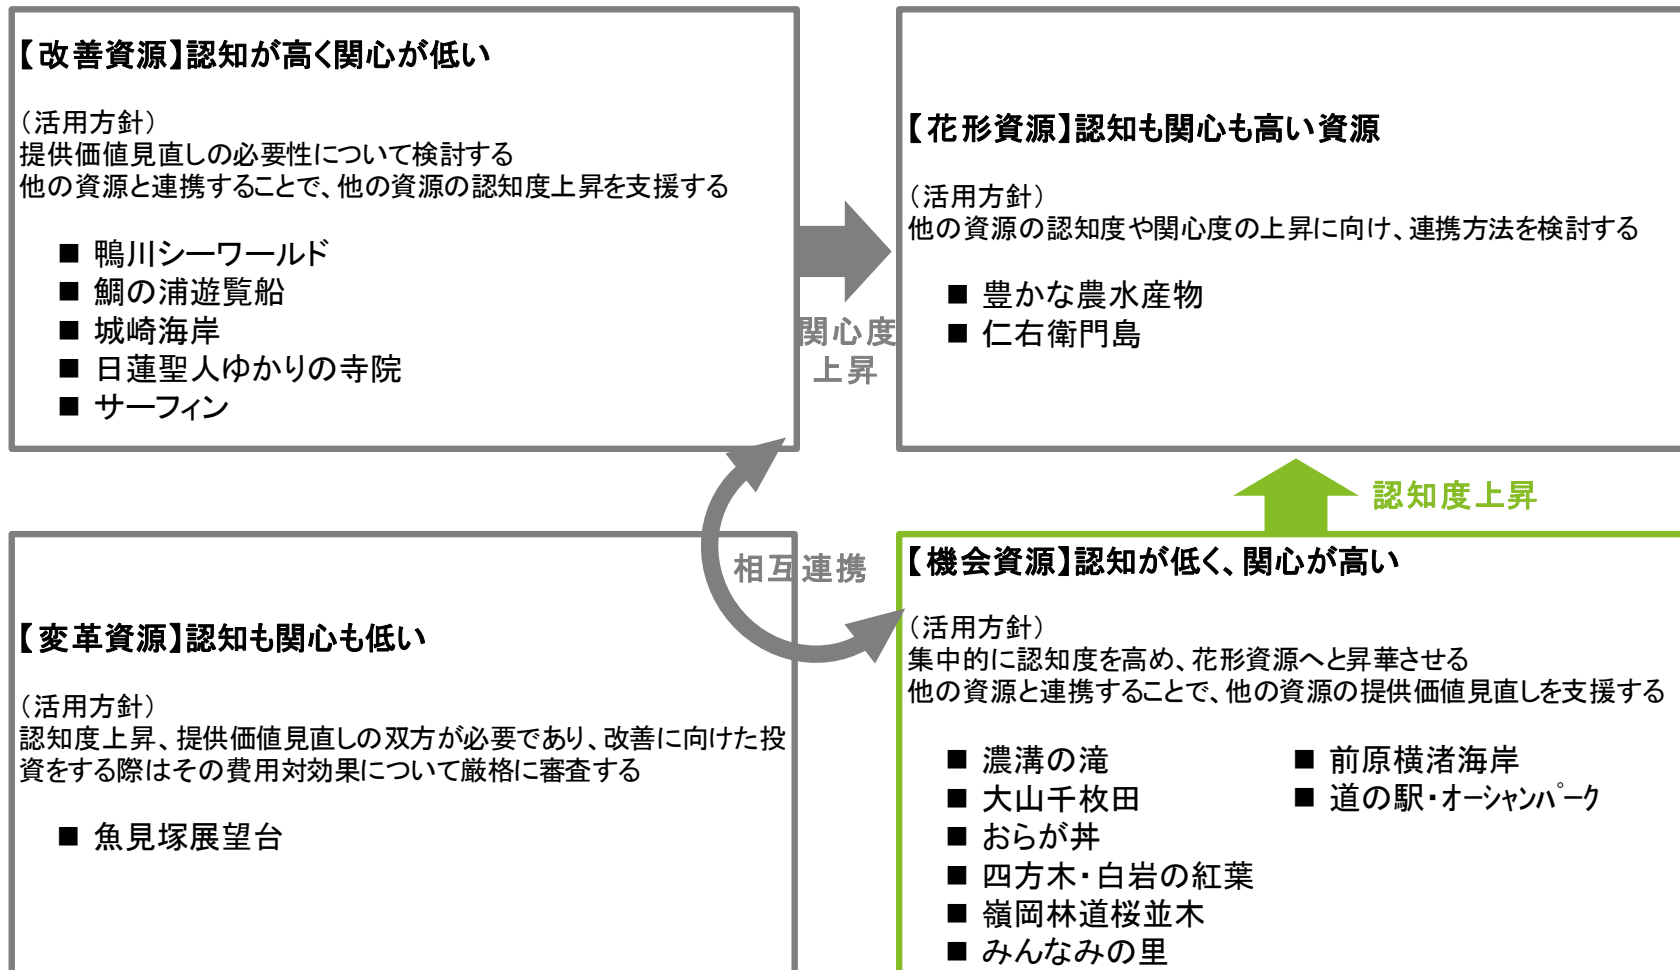 【改善資源】認知が高く関心が低い
（活用方針）
提供価値見直しの必要性について検討する
他の資源と連携することで、他の資源の認知度上昇を支援する
■ 鴨川シーワールド
■ 鯛の浦遊覧船
■ 城崎海岸
■ 日蓮聖人ゆかりの寺院
■ サーフィン
関心度
上昇
【花形資源】認知も関心も高い資源
（活用方針）
他の資源の認知度や関心度の上昇に向け、連携方法を検討する
■ 豊かな農水産物
■ 仁右衛門島
認知度上昇
相互連携
【変革資源】認知も関心も低い
（活用方針）
認知度上昇、提供価値見直しの双方が必要であり、改善に向けた投
資をする際はその費用対効果について厳格に審査する
■ 魚見塚展望台
【機会資源】認知が低く、関心が高い
（活用方針）
集中的に認知度を高め、花形資源へと昇華させる
他の資源と連携することで、他の資源の提供価値見直しを支援する
■ 濃溝の滝
■ 大山千枚田
■ おらが丼
■ 四方木・白岩の紅葉
■ 嶺岡林道桜並木
■ みんなみの里
■ 前原横渚海岸
■ 道の駅・オーシャンパーク